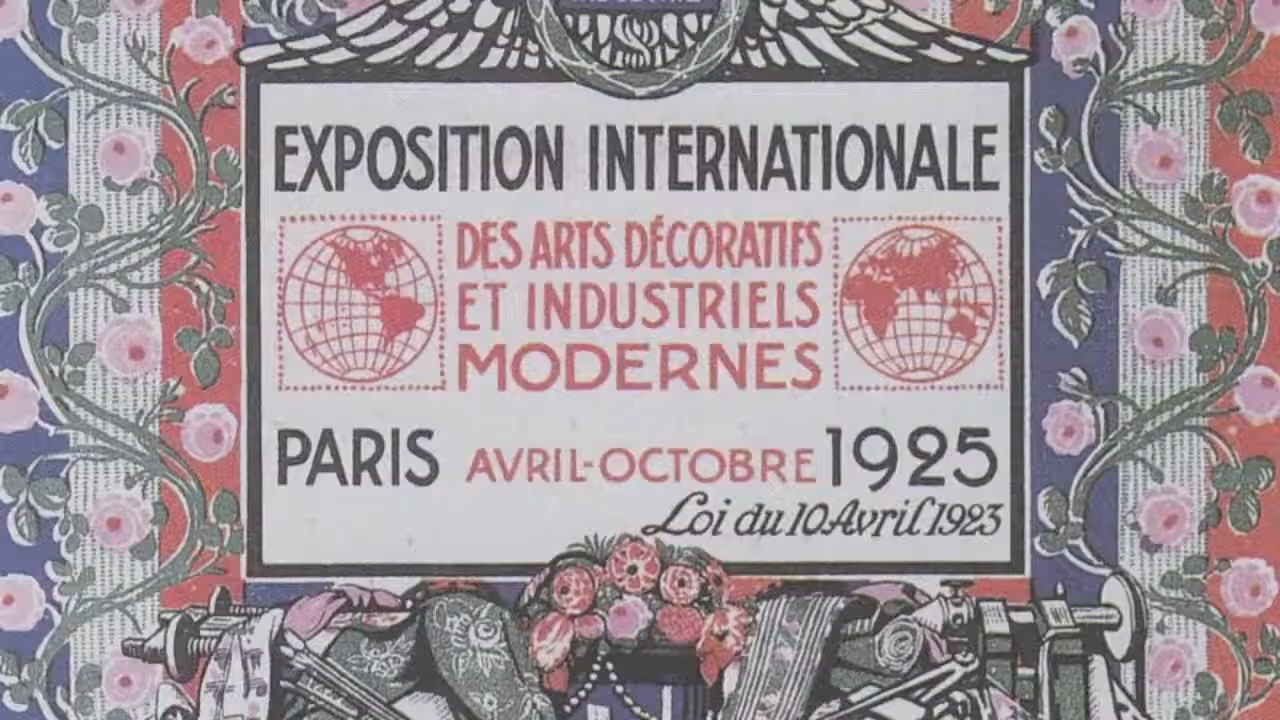 EXPOSITION INTERNATIONALE
DES ARTS DÉCORATIFS
ET INDUSTRIELS
MODERNES
PARIS AVRIL-OCTOBRE 1925
Loi du 10 Avril 1923